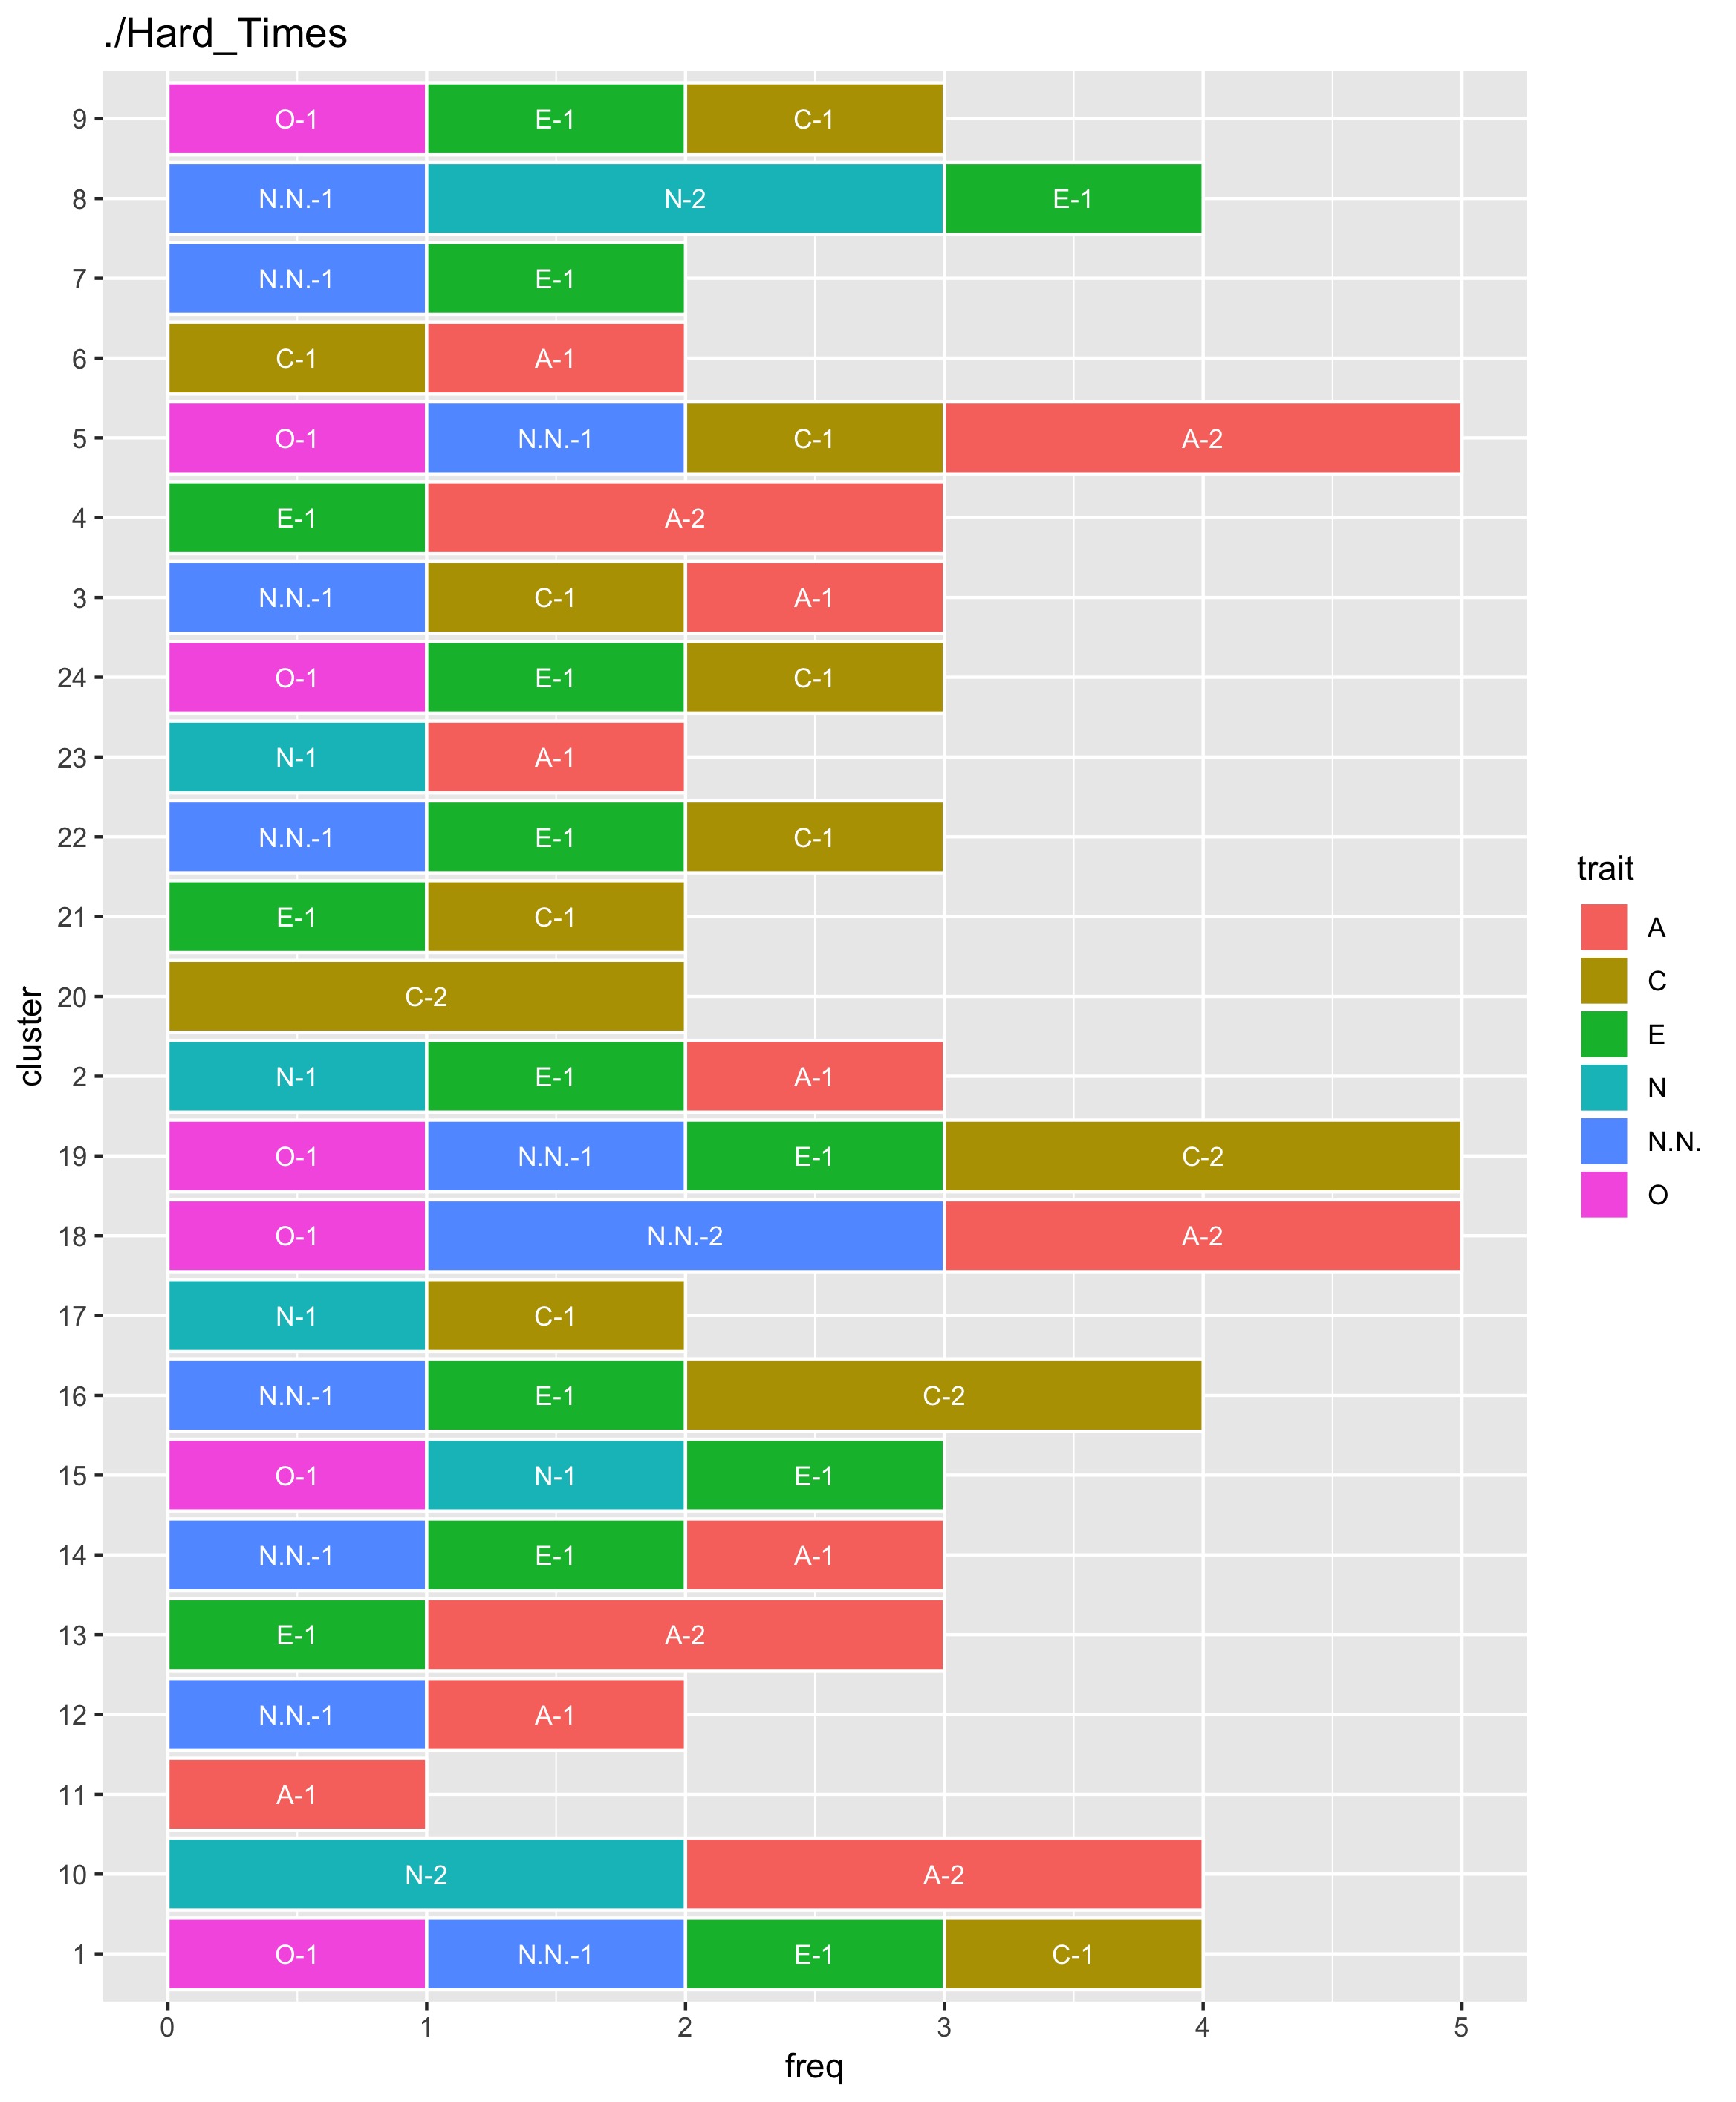 ./Hard_Times
9 O-1 E-1 C-1
8 N.N.-1 N-2 E-1
7 N.N.-1 E-1
6 C-1 A-1
5 O-1 N.N.-1 C-1 A-2
4 E-1 A-2
3 N.N.-1 C-1 A-1
24 O-1 E-1 C-1
23 N-1 A-1
22 N.N.-1 E-1 C-1
21 E-1 C-1
20 C-2
2 N-1 E-1 A-1
19 O-1 N.N.-1 E-1 C-2
18 O-1 N.N.-2 A-2
17 N-1 C-1
16 N.N.-1 E-1 C-2
15 O-1 N-1 E-1
14 N.N.-1 E-1 A-1
13 E-1 A-2
12 N.N.-1 A-1
11 A-1
10 N-2 A-2
1 O-1 N.N.-1 E-1 C-1
0 1 2 3 4 5
freq
cluster
trait
A
C
E
N
N.N.
O